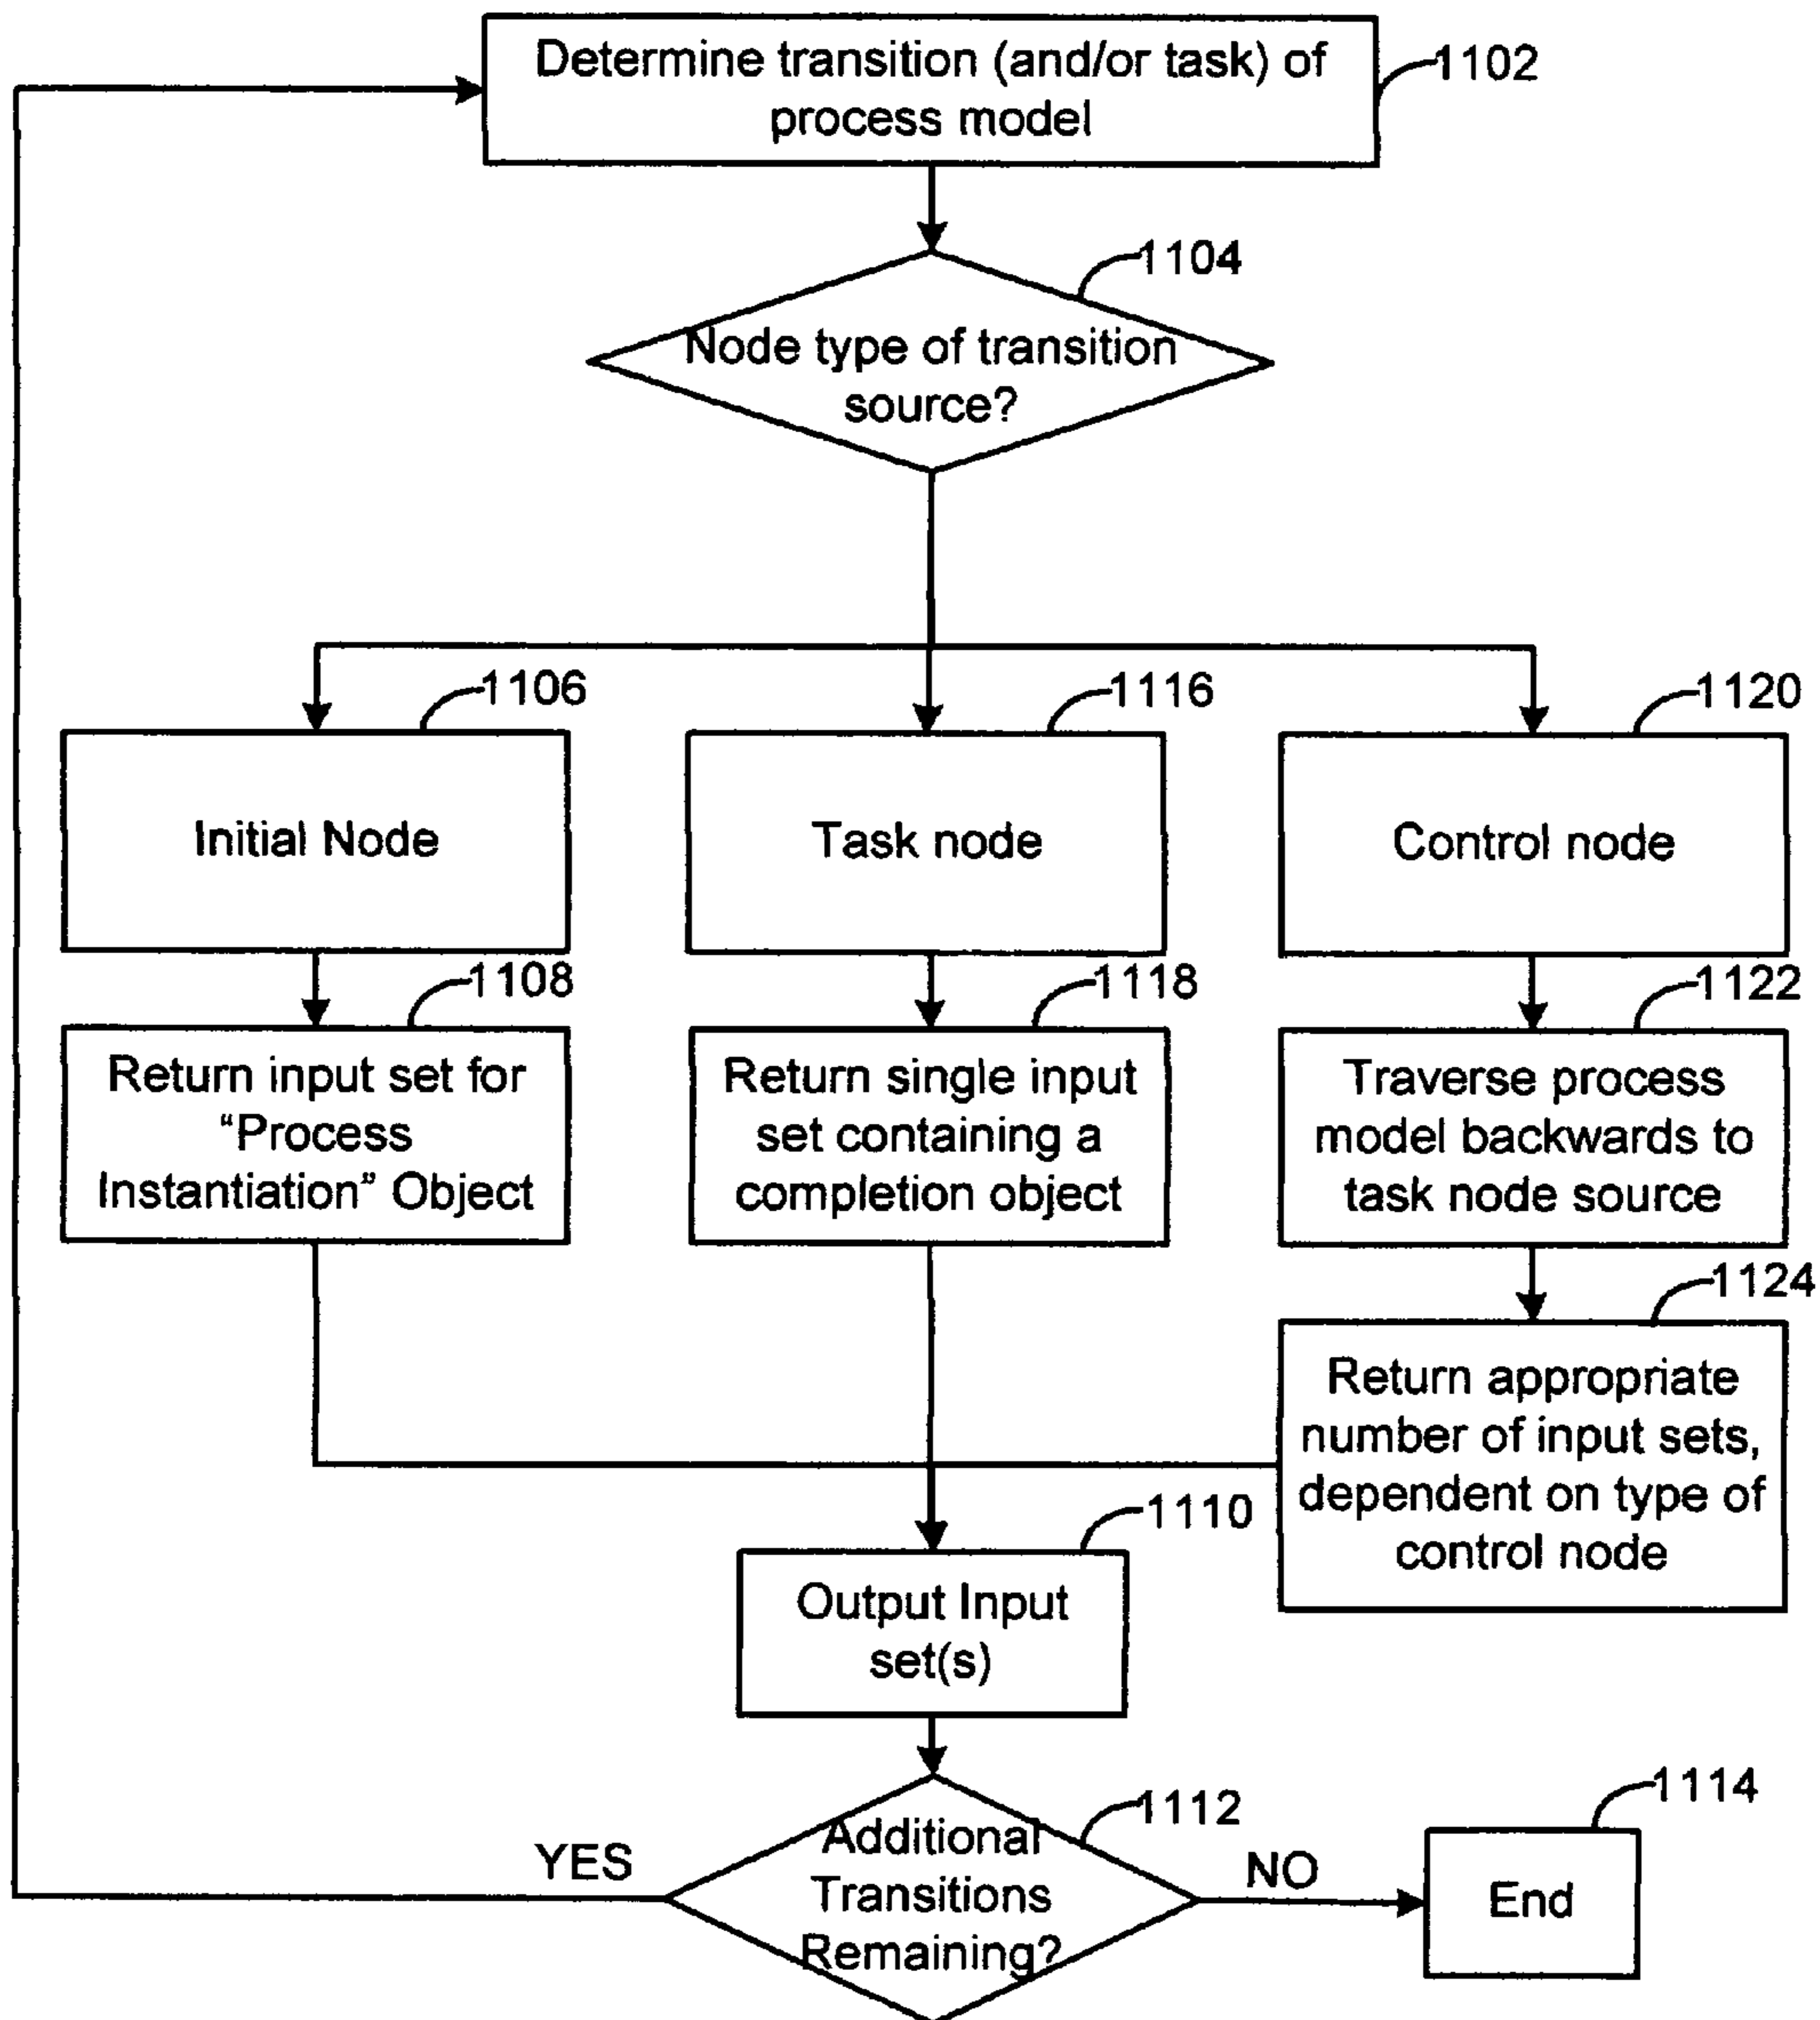 Determine transition (and/or task) of
process model
1102
1104
Node type of transition
source?
1106
1116
1120
Initial Node
Task node
Control node
1108
1118
1122
Return input set for
“Process
Instantiation” Object
Return single input
set containing a
completion object
Traverse process
model backwards to
task node source
1124
Return appropriate
number of input sets,
dependent on type of
control node
1110
Output Input
set(s)
1112
1114
Additional
Transitions
Remaining?
YES
NO
End